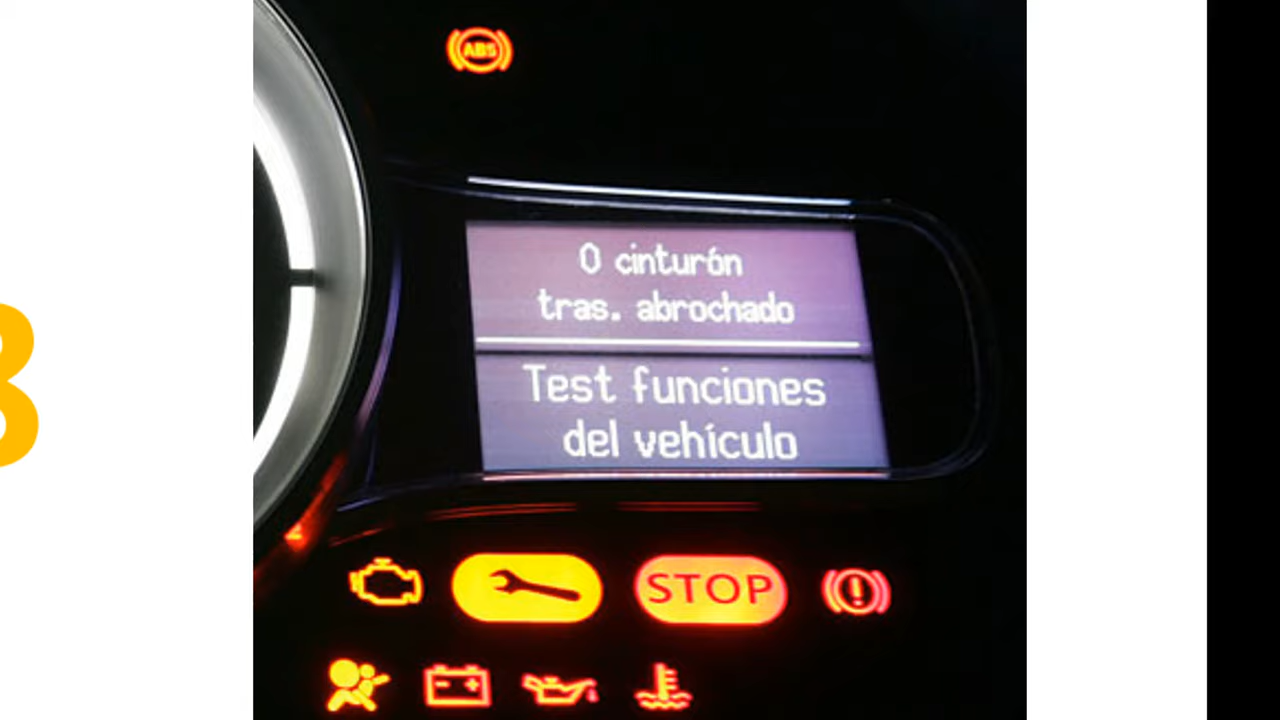 ABS
0 cinturón
tras. abrochado
Test funciones
del vehículo
STOP